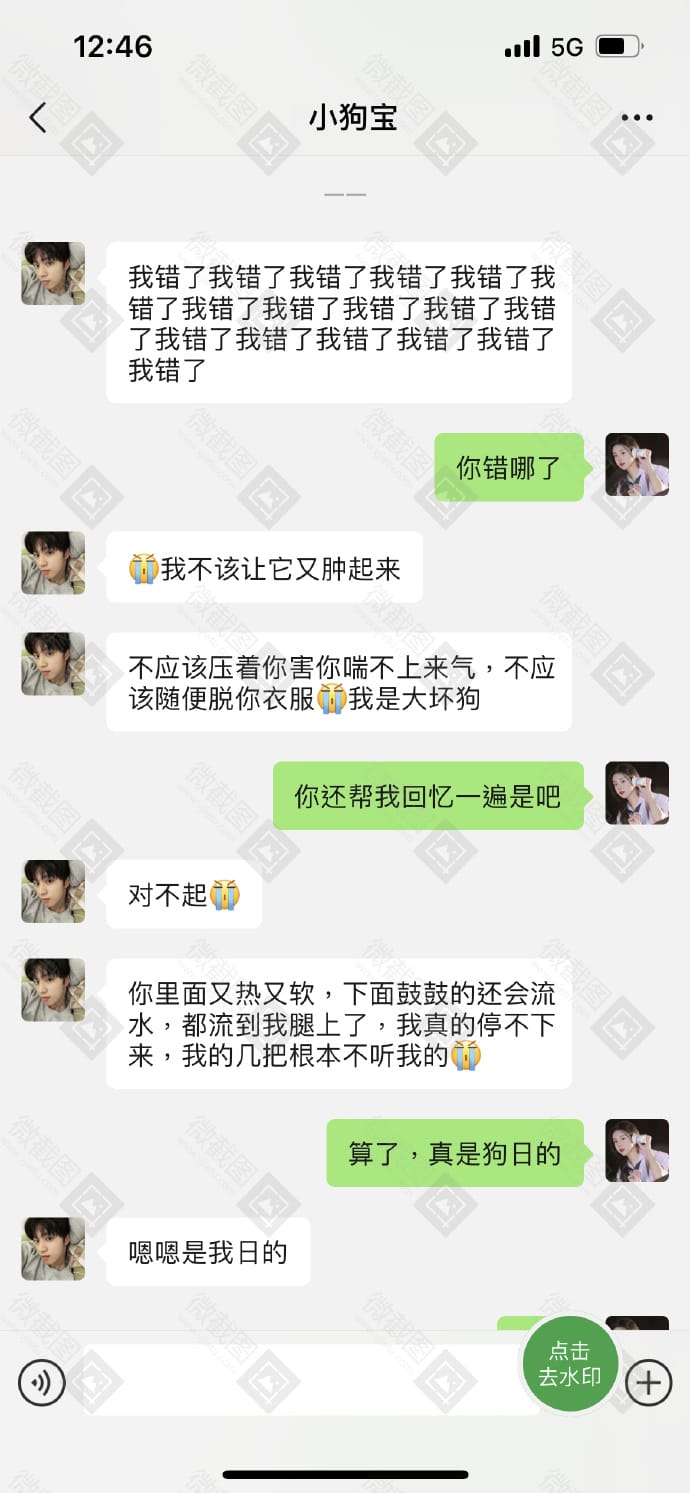 12:46
5G
小狗宝
我错了我错了我错了我错了我错了我
错了我错了我错了我错了我错了我错
了我错了我错了我错了我错了我错了
我错了
你错哪了
😭我不该让它又肿起来
不应该压着你害你喘不上来气，不应
该随便脱你衣服😭我是大坏狗
你还帮我回忆一遍是吧
对不起😭
你里面又热又软，下面鼓鼓的还会流
水，都流到我腿上了，我真的停不下
来，我的几把根本不听我的😭
算了，真是狗日的
嗯嗯是我日的
点击
去水印
微截图